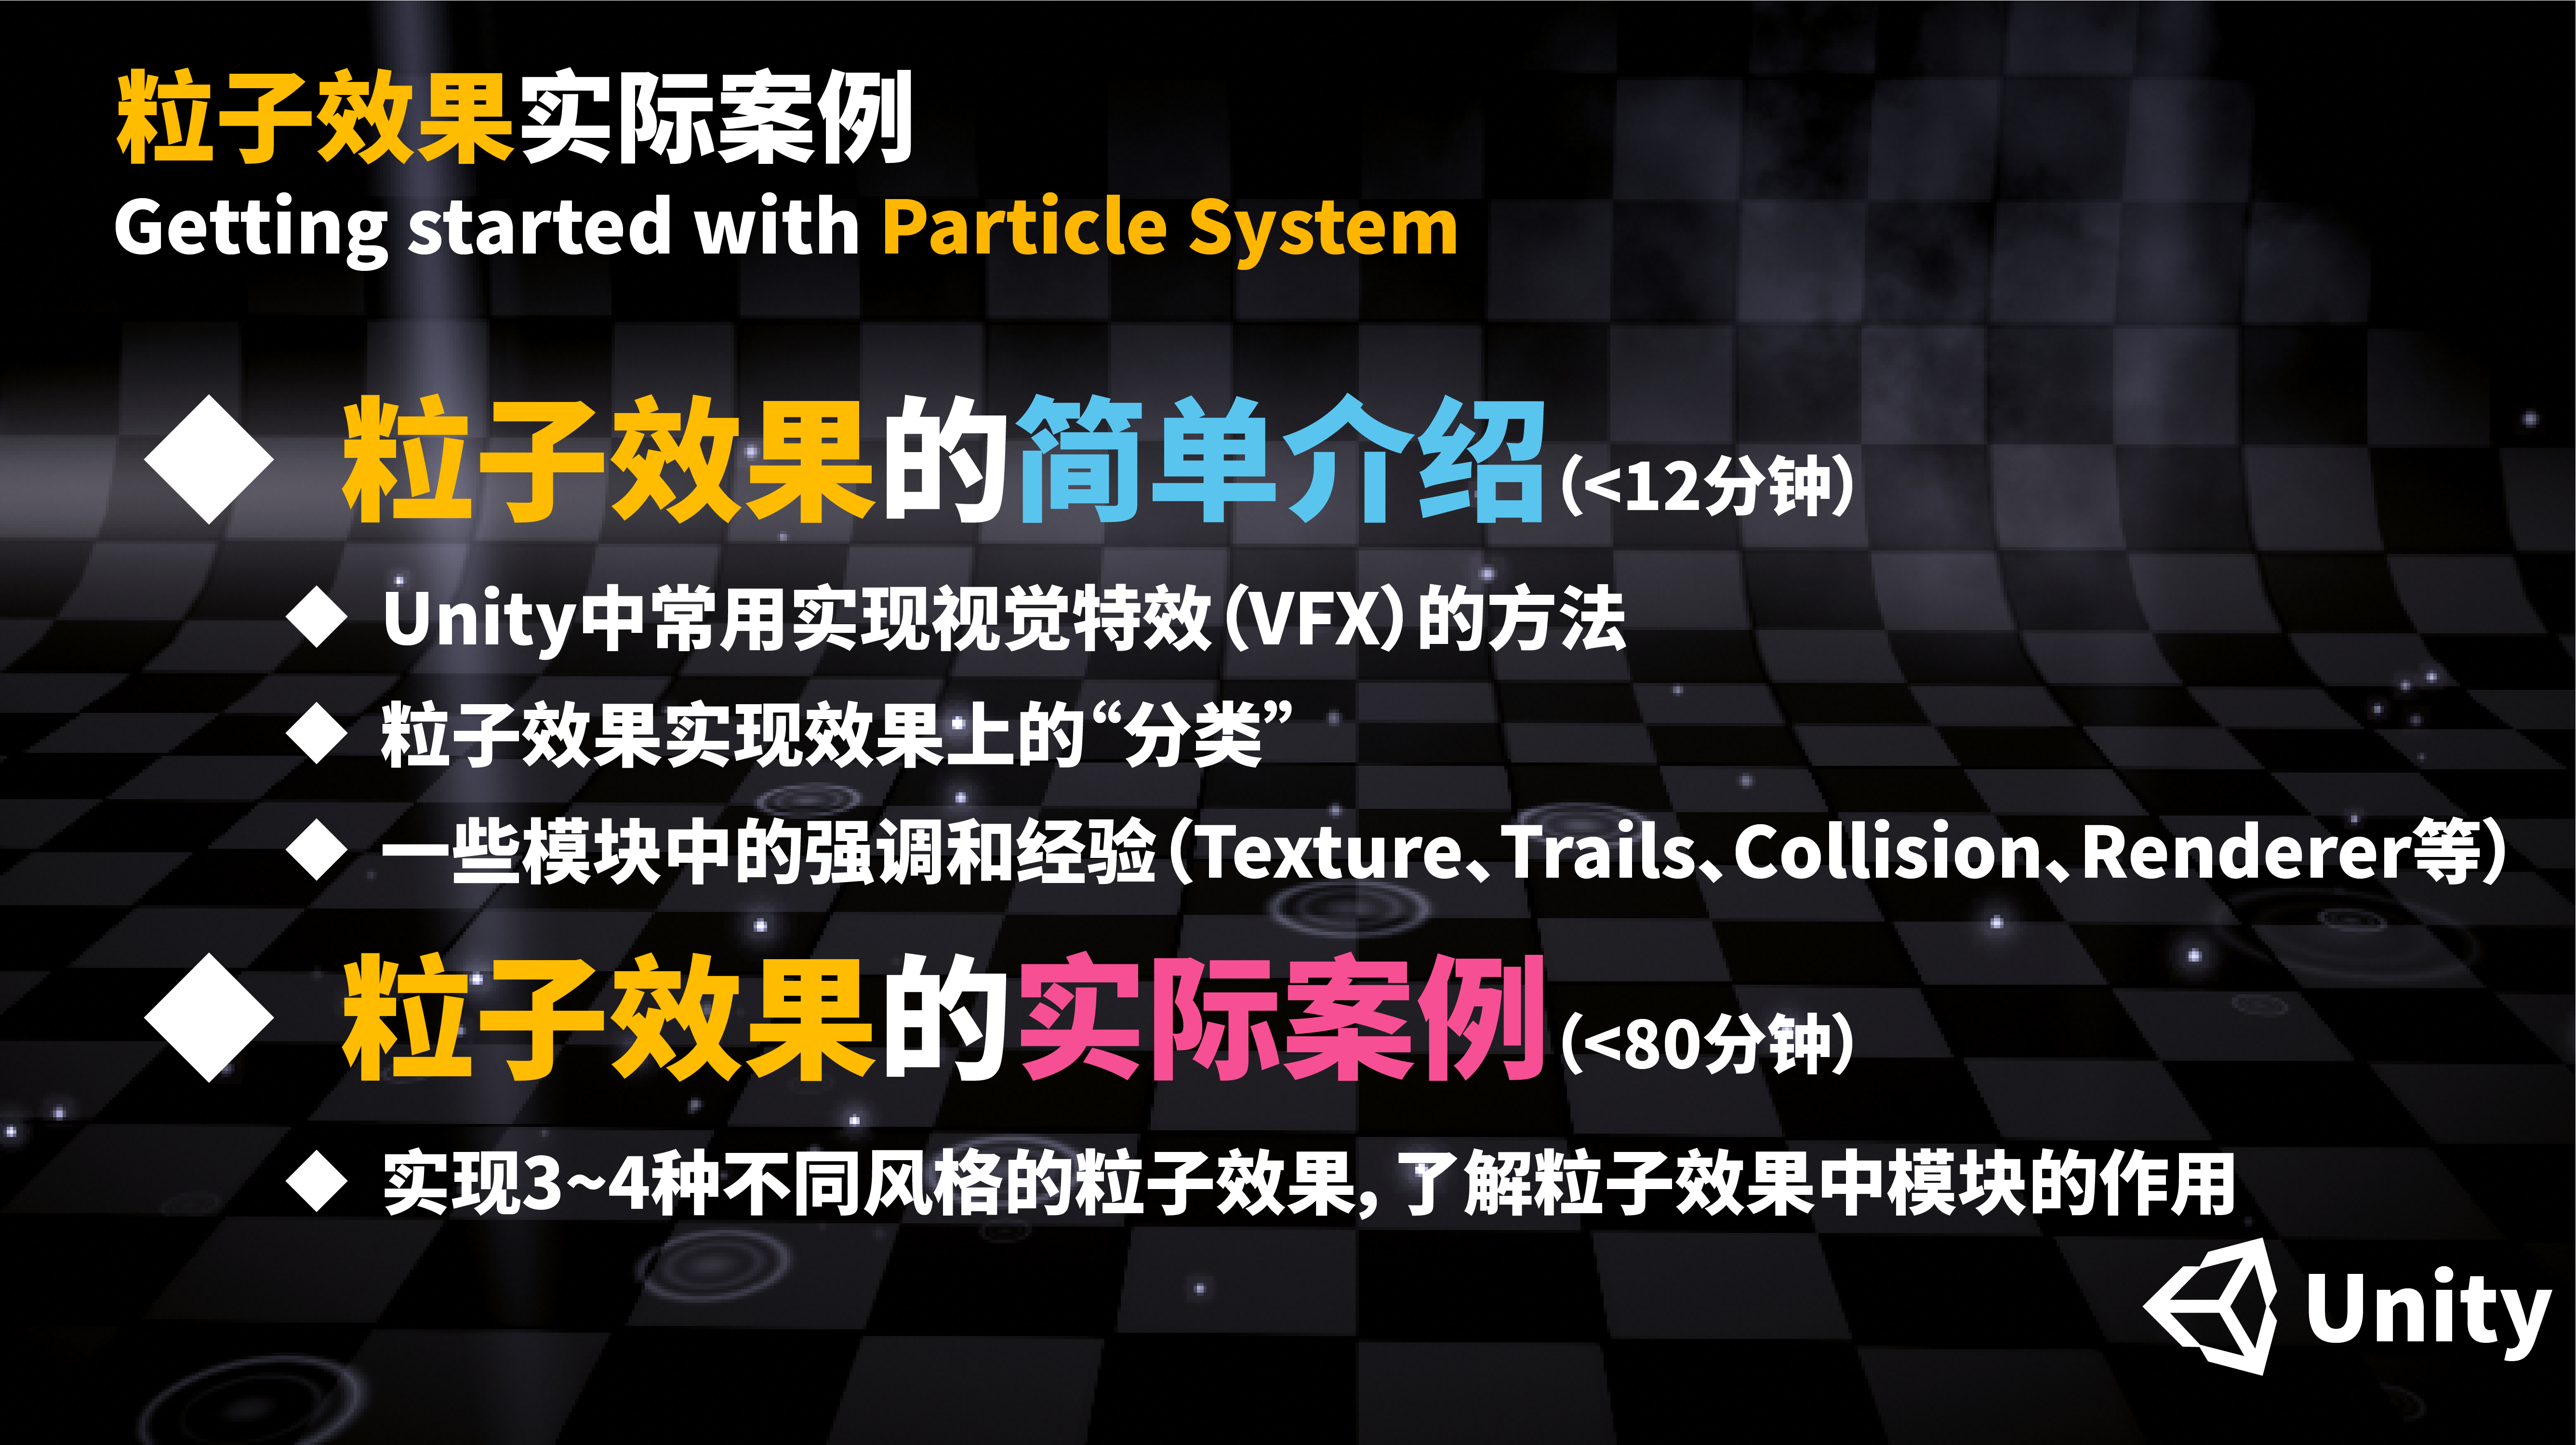 粒子效果实际案例
Getting started with Particle System
◆ 粒子效果的简单介绍(<12分钟)
◆ Unity中常用实现视觉特效(VFX)的方法
◆ 粒子效果实现效果上的“分类”
◆ 一些模块中的强调和经验(Texture、Trails、Collision、Renderer等)
◆ 粒子效果的实际案例(<80分钟)
◆ 实现3~4种不同风格的粒子效果,了解粒子效果中模块的作用
Unity